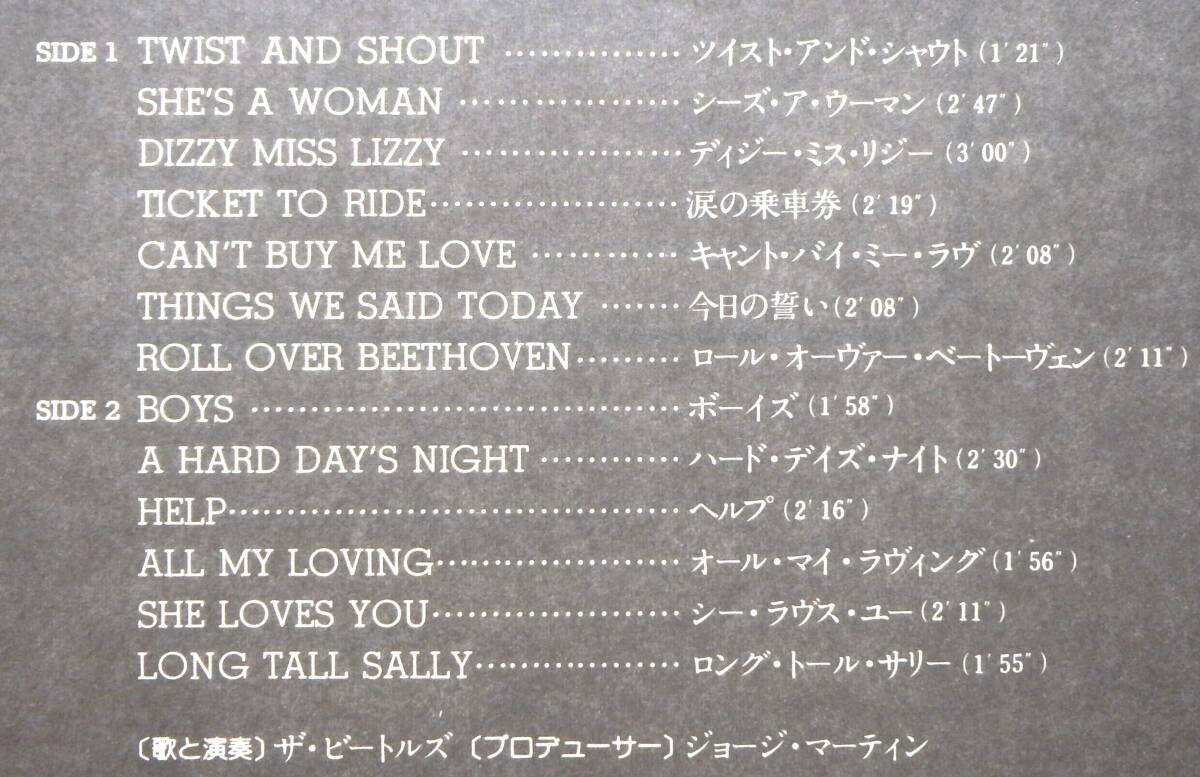 SIDE 1 TWIST AND SHOUT ……………ツイスト・アンド・シャウト (1′21″)
SHE'S A WOMAN ………………シーズ・ア・ウーマン (2′47″)
DIZZY MISS LIZZY ………………ディジー・ミス・リジー (3′00″)
TICKET TO RIDE…………………涙の乗車券 (2′19″)
CAN'T BUY ME LOVE …………キャント・バイ・ミー・ラヴ (2′08″)
THINGS WE SAID TODAY ……今日の誓い(2′08″)
ROLL OVER BEETHOVEN………ロール・オーヴァー・ベートーヴェン (2′11″)
SIDE 2 BOYS ………………………………ボーイズ (1′58″)
A HARD DAY'S NIGHT …………ハード・デイズ・ナイト(2′30″)
HELP…………………………………ヘルプ (2′16″)
ALL MY LOVING…………………オール・マイ・ラヴィング (1′56″)
SHE LOVES YOU…………………シー・ラヴス・ユー(2′11″)
LONG TALL SALLY………………ロング・トール・サリー (1′55″)
〔歌と演奏〕ザ・ビートルズ 〔プロデューサー〕ジョージ・マーティン